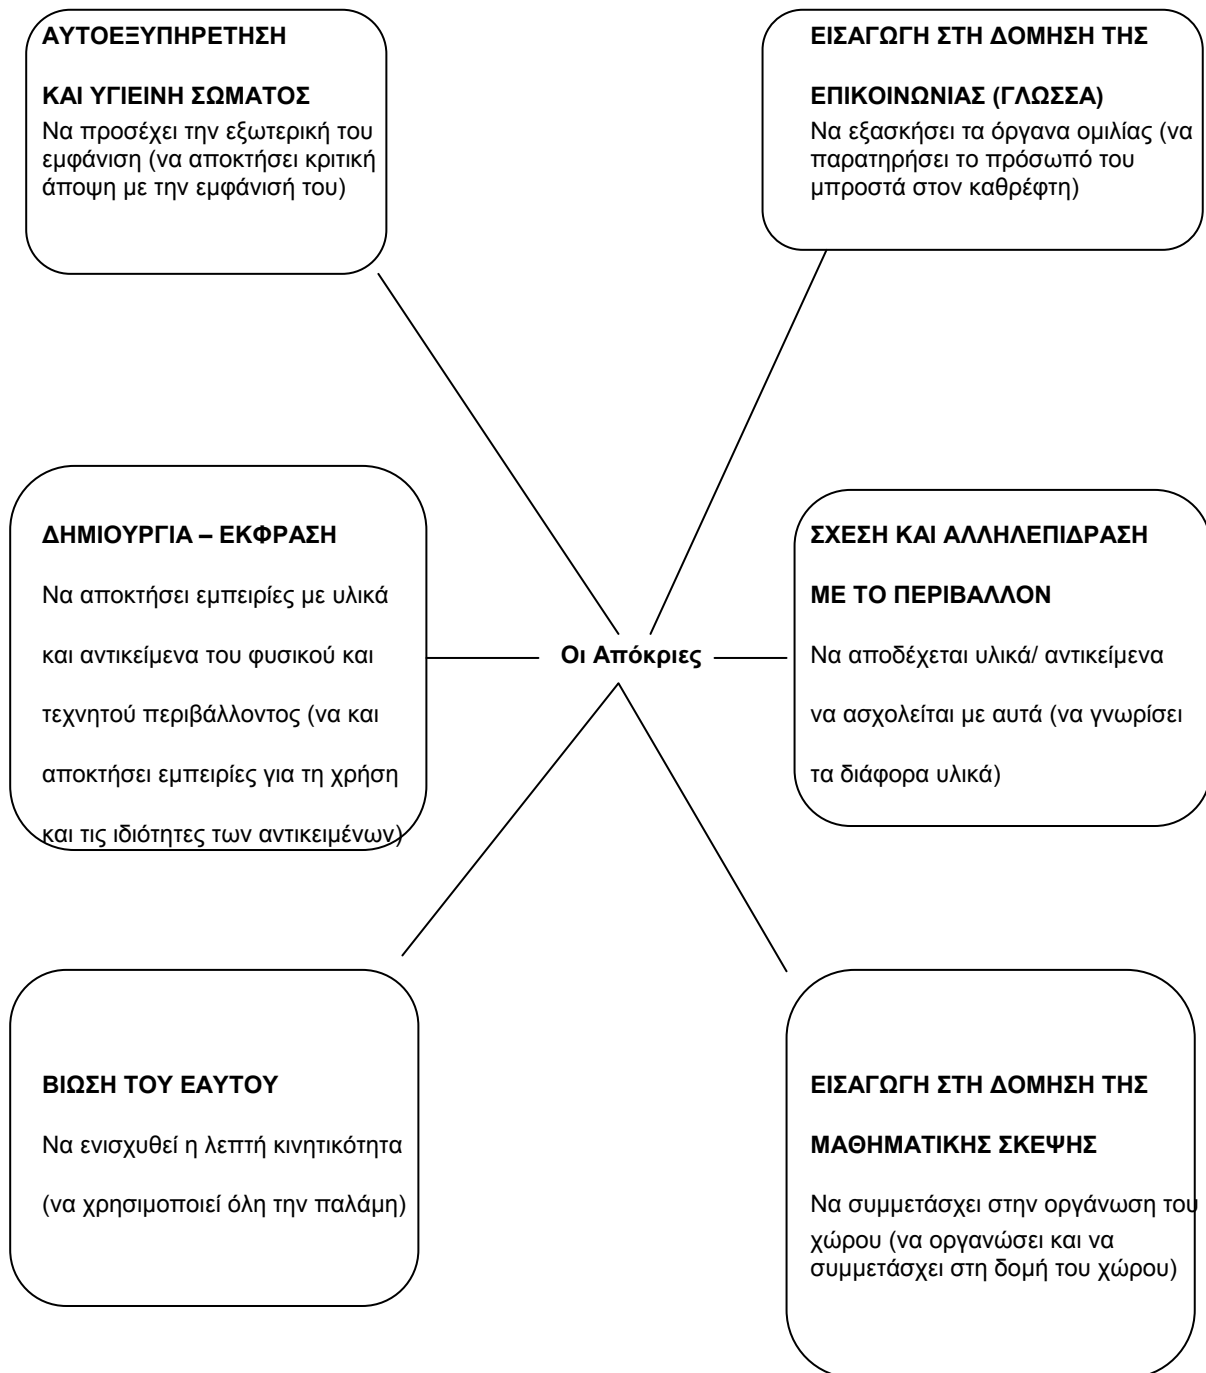 ΑΥΤΟΕΞΥΠΗΡΕΤΗΣΗ
ΚΑΙ ΥΓΙΕΙΝΗ ΣΩΜΑΤΟΣ
Να προσέχει την εξωτερική του
εμφάνιση (να αποκτήσει κριτική
άποψη με την εμφάνισή του)
ΕΙΣΑΓΩΓΗ ΣΤΗ ΔΟΜΗΣΗ ΤΗΣ
ΕΠΙΚΟΙΝΩΝΙΑΣ (ΓΛΩΣΣΑ)
Να εξασκήσει τα όργανα ομιλίας (να
παρατηρήσει το πρόσωπό του
μπροστά στον καθρέφτη)
ΔΗΜΙΟΥΡΓΙΑ – ΕΚΦΡΑΣΗ
Να αποκτήσει εμπειρίες με υλικά
και αντικείμενα του φυσικού και
τεχνητού περιβάλλοντος (να και
αποκτήσει εμπειρίες για τη χρήση
και τις ιδιότητες των αντικειμένων)
Οι Απόκριες
ΣΧΕΣΗ ΚΑΙ ΑΛΛΗΛΕΠΙΔΡΑΣΗ
ΜΕ ΤΟ ΠΕΡΙΒΑΛΛΟΝ
Να αποδέχεται υλικά/ αντικείμενα
να ασχολείται με αυτά (να γνωρίσει
τα διάφορα υλικά)
ΒΙΩΣΗ ΤΟΥ ΕΑΥΤΟΥ
Να ενισχυθεί η λεπτή κινητικότητα
(να χρησιμοποιεί όλη την παλάμη)
ΕΙΣΑΓΩΓΗ ΣΤΗ ΔΟΜΗΣΗ ΤΗΣ
ΜΑΘΗΜΑΤΙΚΗΣ ΣΚΕΨΗΣ
Να συμμετάσχει στην οργάνωση του
χώρου (να οργανώσει και να
συμμετάσχει στη δομή του χώρου)